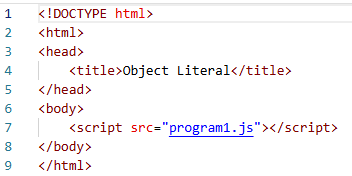 1 <!DOCTYPE html>
2 <html>
3 <head>
4     <title>Object Literal</title>
5 </head>
6 <body>
7     <script src="program1.js"></script>
8 </body>
9 </html>